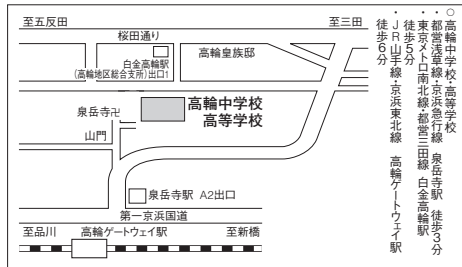 ○高輪中学校・高等学校
・都営浅草線・京浜急行線 泉岳寺駅 徒歩3分
・東京メトロ南北線・都営三田線 白金高輪駅
徒歩5分
・JR山手線・京浜東北線 高輪ゲートウェイ駅
徒歩6分
至五反田
至三田
桜田通り
白金高輪駅
(高輪地区総合支所)出口1
高輪皇族邸
泉岳寺卍
高輪中学校
高等学校
山門
泉岳寺駅 A2出口
第一京浜国道
至品川
高輪ゲートウェイ駅
至新橋